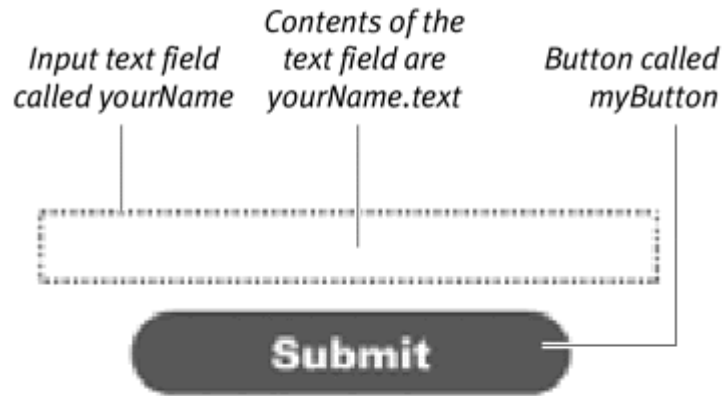 Input text field
called yourName
Contents of the
text field are
yourName.text
Button called
myButton
Submit